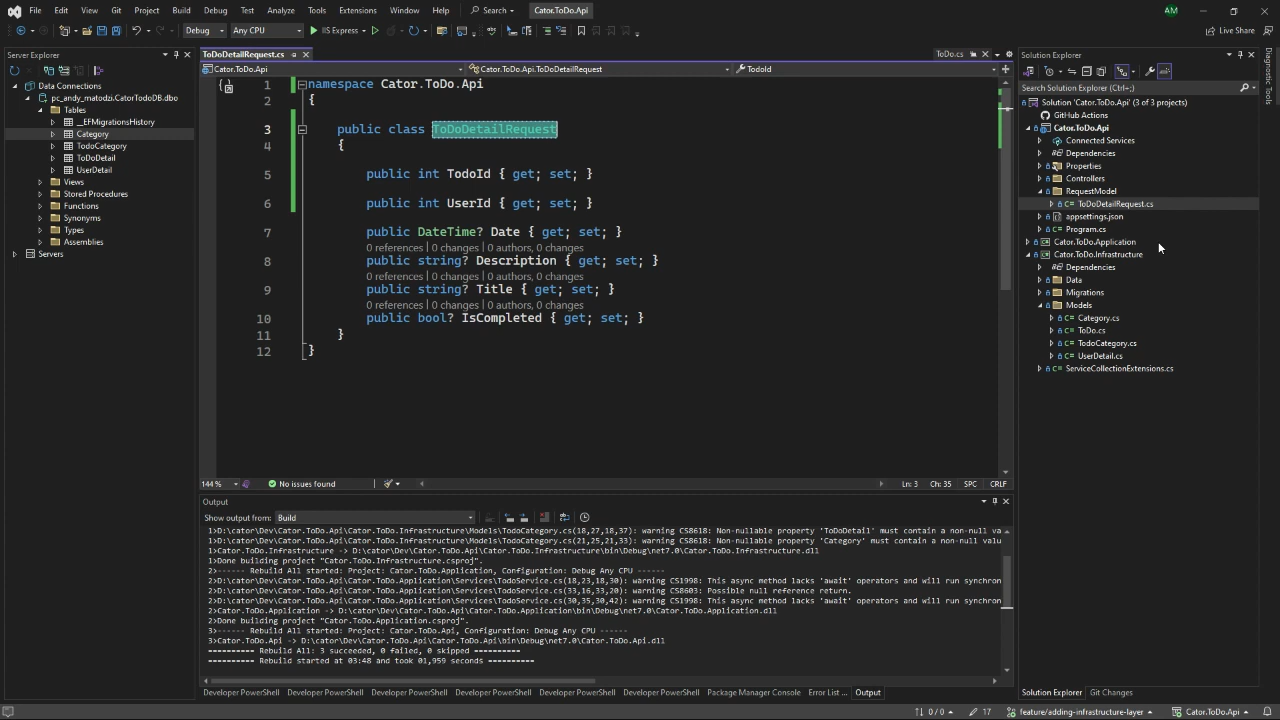 File Edit View Git Project Build Debug Test Analyze Tools Extensions Window Help Search Cator.ToDo.Api AM
Debug Any CPU IIS Express Live Share
Server Explorer
Data Connections
pc_andy_matodzi.CatorTodoDB.dbo
Tables
__EFMigrationsHistory
Category
TodoCategory
ToDoDetail
UserDetail
Views
Stored Procedures
Functions
Synonyms
Types
Assemblies
Servers
ToDoDetailRequest.cs ToDo.cs
Cator.ToDo.Api Cator.ToDo.Api.ToDoDetailRequest TodoId
1 namespace Cator.ToDo.Api
2 {
3 public class ToDoDetailRequest
4 {
5 public int TodoId { get; set; }
6 public int UserId { get; set; }
7 public DateTime? Date { get; set; }
0 references | 0 changes | 0 authors, 0 changes
8 public string? Description { get; set; }
0 references | 0 changes | 0 authors, 0 changes
9 public string? Title { get; set; }
0 references | 0 changes | 0 authors, 0 changes
10 public bool? IsCompleted { get; set; }
11 }
12 }
144 % No issues found Ln: 3 Ch: 35 SPC CRLF
Output
Show output from: Build
1>D:\cator\Dev\Cator.ToDo.Api\Cator.ToDo.Infrastructure\Models\TodoCategory.cs(18,27,18,37): warning CS8618: Non-nullable property 'ToDoDetail' must contain a non-null va
1>D:\cator\Dev\Cator.ToDo.Api\Cator.ToDo.Infrastructure\Models\TodoCategory.cs(21,25,21,33): warning CS8618: Non-nullable property 'Category' must contain a non-null valu
1>Cator.ToDo.Infrastructure -> D:\cator\Dev\Cator.ToDo.Api\Cator.ToDo.Infrastructure\bin\Debug\net7.0\Cator.ToDo.Infrastructure.dll
1>Done building project "Cator.ToDo.Infrastructure.csproj".
2>------ Rebuild All started: Project: Cator.ToDo.Application, Configuration: Debug Any CPU ------
2>D:\cator\Dev\Cator.ToDo.Api\Cator.ToDo.Application\Services\TodoService.cs(18,23,18,30): warning CS1998: This async method lacks 'await' operators and will run synchron
2>D:\cator\Dev\Cator.ToDo.Api\Cator.ToDo.Application\Services\TodoService.cs(33,16,33,20): warning CS8603: Possible null reference return.
2>D:\cator\Dev\Cator.ToDo.Api\Cator.ToDo.Application\Services\TodoService.cs(30,35,30,42): warning CS1998: This async method lacks 'await' operators and will run synchron
2>Cator.ToDo.Application -> D:\cator\Dev\Cator.ToDo.Api\Cator.ToDo.Application\bin\Debug\net7.0\Cator.ToDo.Application.dll
2>Done building project "Cator.ToDo.Application.csproj".
3>------ Rebuild All started: Project: Cator.ToDo.Api, Configuration: Debug Any CPU ------
3>Cator.ToDo.Api -> D:\cator\Dev\Cator.ToDo.Api\Cator.ToDo.Api\bin\Debug\net7.0\Cator.ToDo.Api.dll
========== Rebuild All: 3 succeeded, 0 failed, 0 skipped ==========
========== Rebuild started at 03:48 and took 01,959 seconds ==========
Developer PowerShell Developer PowerShell Developer PowerShell Developer PowerShell Developer PowerShell Developer PowerShell Package Manager Console Error List ... Output
Solution Explorer
Search Solution Explorer (Ctrl+;)
Solution 'Cator.ToDo.Api' (3 of 3 projects)
GitHub Actions
Cator.ToDo.Api
Connected Services
Dependencies
Properties
Controllers
RequestModel
ToDoDetailRequest.cs
appsettings.json
Program.cs
Cator.ToDo.Application
Cator.ToDo.Infrastructure
Dependencies
Data
Migrations
Models
Category.cs
ToDo.cs
TodoCategory.cs
UserDetail.cs
ServiceCollectionExtensions.cs
Solution Explorer Git Changes
Diagnostic Tools
0 / 0 17 feature/adding-infrastructure-layer Cator.ToDo.Api